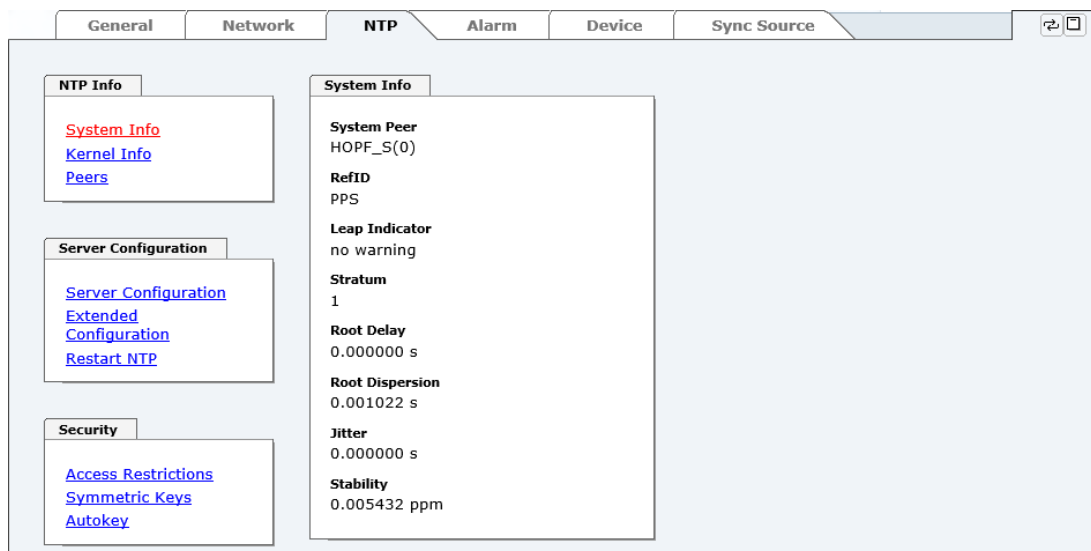 General
Network
NTP
Alarm
Device
Sync Source
NTP Info
System Info
Kernel Info
Peers
Server Configuration
Server Configuration
Extended
Configuration
Restart NTP
Security
Access Restrictions
Symmetric Keys
Autokey
System Info
System Peer
HOPF_S(0)
RefID
PPS
Leap Indicator
no warning
Stratum
1
Root Delay
0.000000 s
Root Dispersion
0.001022 s
Jitter
0.000000 s
Stability
0.005432 ppm